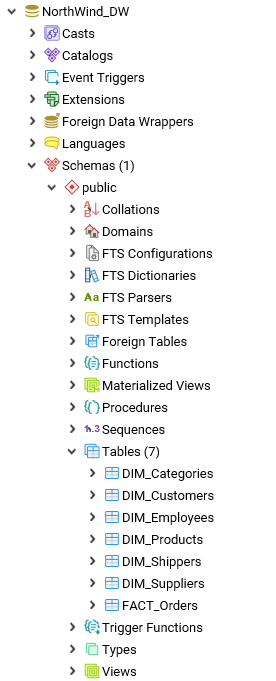 NorthWind_DW
Casts
Catalogs
Event Triggers
Extensions
Foreign Data Wrappers
Languages
Schemas (1)
public
Collations
Domains
FTS Configurations
FTS Dictionaries
Aa FTS Parsers
FTS Templates
Foreign Tables
Functions
Materialized Views
Procedures
1..3 Sequences
Tables (7)
DIM_Categories
DIM_Customers
DIM_Employees
DIM_Products
DIM_Shippers
DIM_Suppliers
FACT_Orders
Trigger Functions
Types
Views